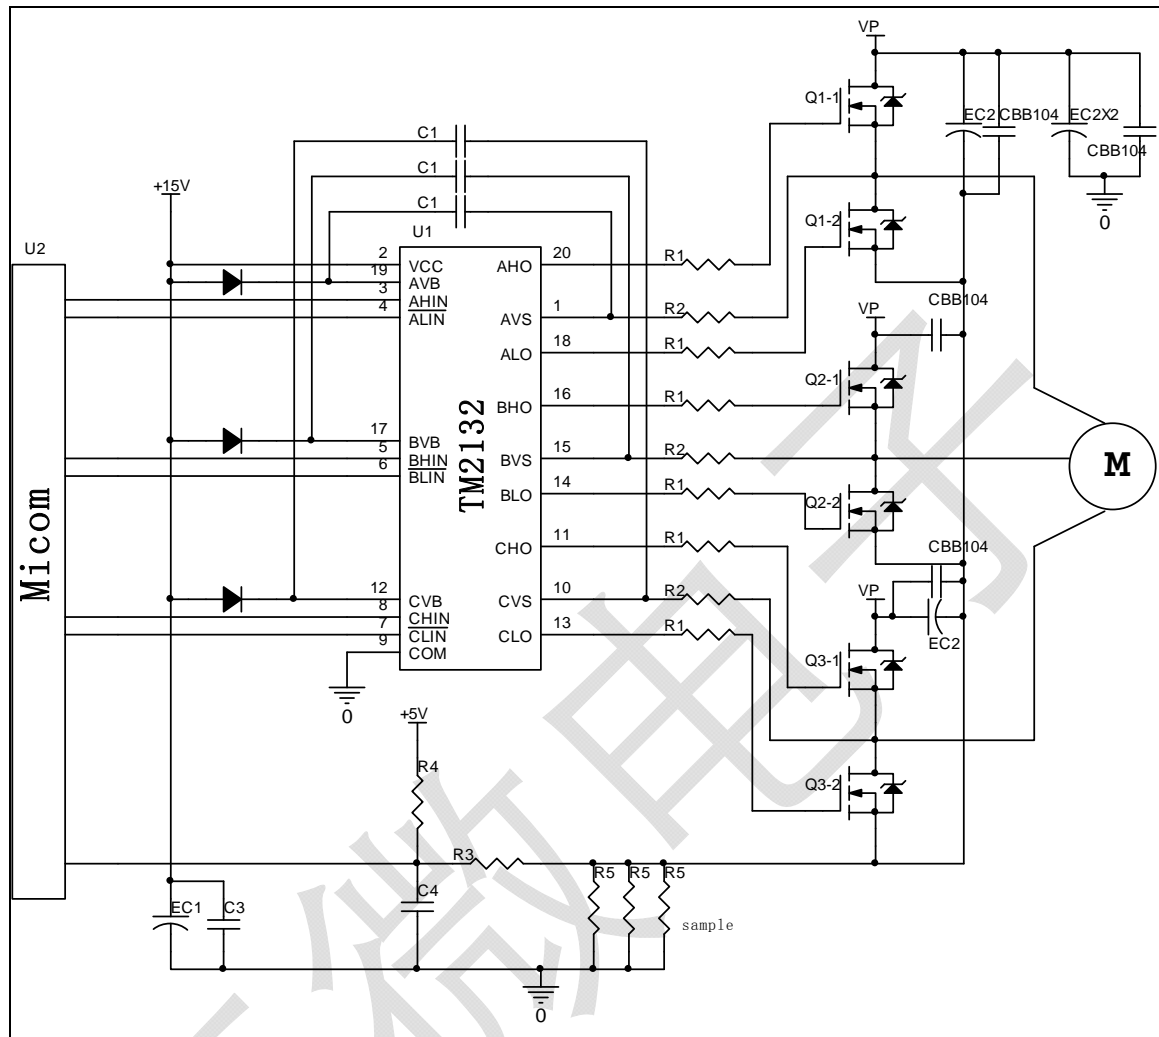 VP
Q1-1
EC2
CBB104
EC2X2
CBB104
C1
C1
C1
+15V
0
U1
Q1-2
U2
2
VCC
AHO
20
R1
19
AVB
3
AHIN
4
ALIN
AVS
1
R2
CBB104
VP
ALO
18
R1
Q2-1
BHO
16
R1
TM2132
17
BVB
5
BHIN
6
BLIN
BVS
15
R2
M
BLO
14
R1
Q2-2
CHO
11
R1
CBB104
Micom
12
CVB
8
CHIN
7
CLIN
9
COM
CVS
10
R2
VP
CLO
13
R1
EC2
Q3-1
0
+5V
R4
Q3-2
R3
R5
R5
R5
EC1
C3
C4
sample
0
微电子